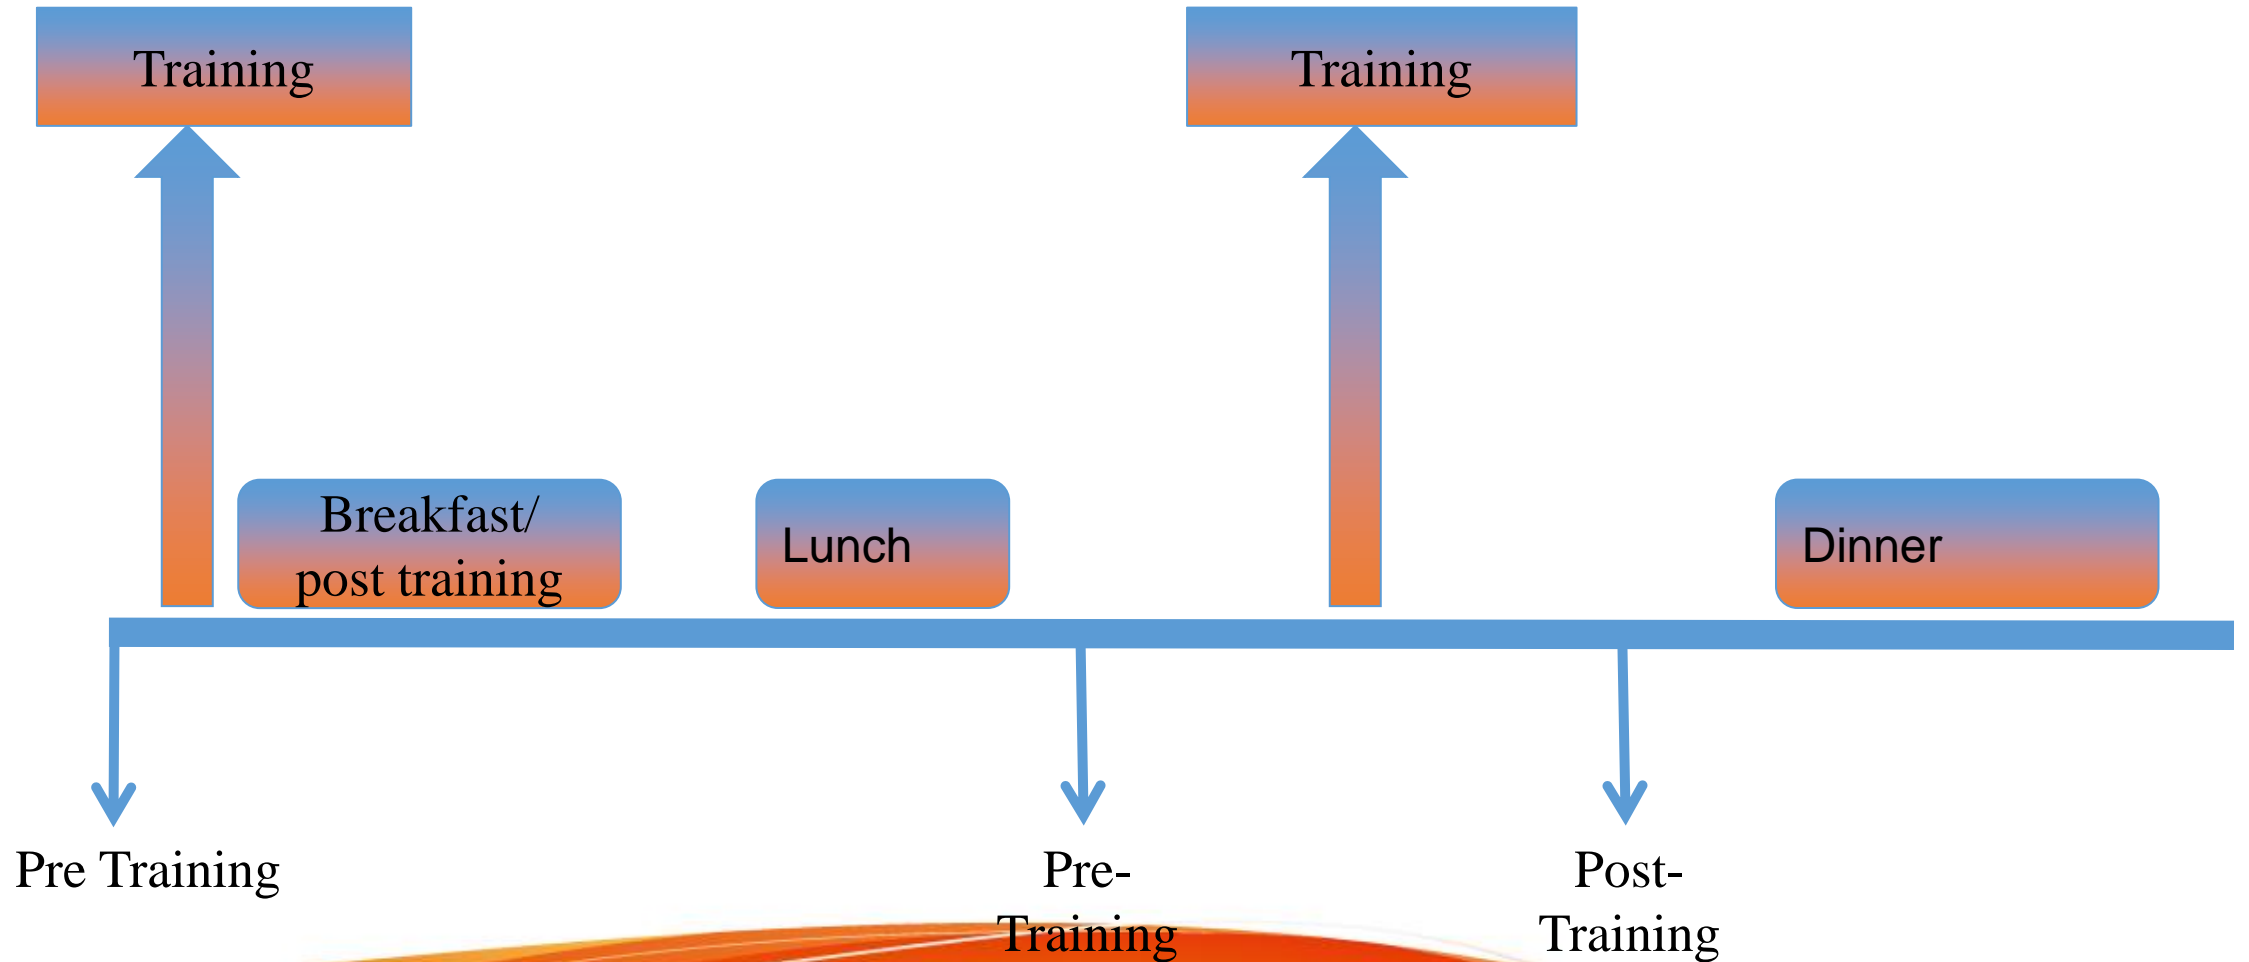 Training
Training
Breakfast/
post training
Lunch
Dinner
Pre Training
Pre-
Training
Post-
Training